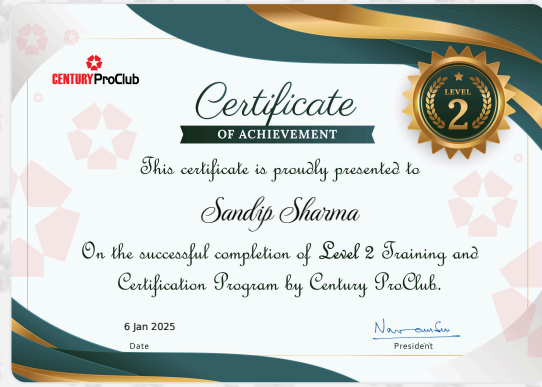 CENTURY ProClub
Certificate
OF ACHIEVEMENT
LEVEL
2
This certificate is proudly presented to
Sandip Sharma
On the successful completion of Level 2 Training and
Certification Program by Century ProClub.
6 Jan 2025
Date
President